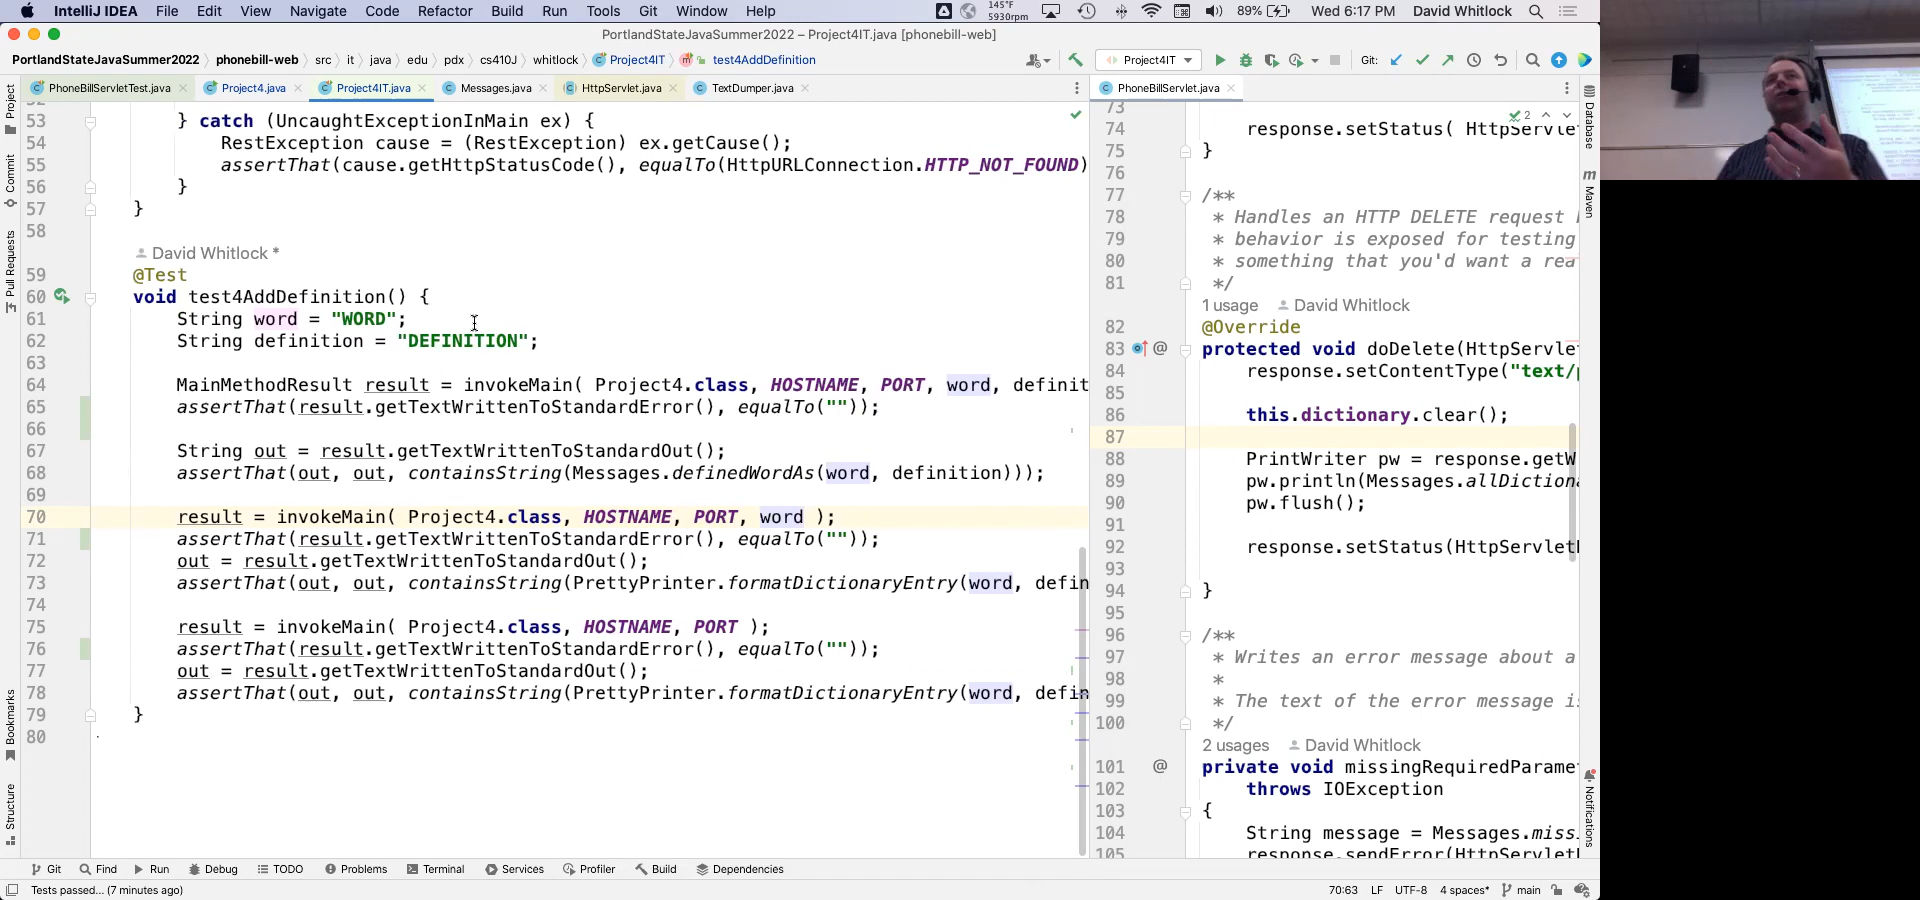 IntelliJ IDEA File Edit View Navigate Code Refactor Build Run Tools Git Window Help 145°F 5930rpm 89% Wed 6:17 PM David Whitlock
PortlandStateJavaSummer2022 – Project4IT.java [phonebill-web]
PortlandStateJavaSummer2022 phonebill-web src it java edu pdx cs410J whitlock Project4IT test4AddDefinition Project4IT Git:
PhoneBillServletTest.java Project4.java Project4IT.java Messages.java HttpServlet.java TextDumper.java
53 } catch (UncaughtExceptionInMain ex) {
54 RestException cause = (RestException) ex.getCause();
55 assertThat(cause.getHttpStatusCode(), equalTo(HttpURLConnection.HTTP_NOT_FOUND)
56 }
57 }
58
David Whitlock *
59 @Test
60 void test4AddDefinition() {
61 String word = "WORD";
62 String definition = "DEFINITION";
63
64 MainMethodResult result = invokeMain( Project4.class, HOSTNAME, PORT, word, definit
65 assertThat(result.getTextWrittenToStandardError(), equalTo(""));
66
67 String out = result.getTextWrittenToStandardOut();
68 assertThat(out, out, containsString(Messages.definedWordAs(word, definition)));
69
70 result = invokeMain( Project4.class, HOSTNAME, PORT, word );
71 assertThat(result.getTextWrittenToStandardError(), equalTo(""));
72 out = result.getTextWrittenToStandardOut();
73 assertThat(out, out, containsString(PrettyPrinter.formatDictionaryEntry(word, defin
74
75 result = invokeMain( Project4.class, HOSTNAME, PORT );
76 assertThat(result.getTextWrittenToStandardError(), equalTo(""));
77 out = result.getTextWrittenToStandardOut();
78 assertThat(out, out, containsString(PrettyPrinter.formatDictionaryEntry(word, defin
79 }
80
PhoneBillServlet.java
2
73
74 response.setStatus( HttpServlet
75 }
76
77 /**
78 * Handles an HTTP DELETE request
79 * behavior is exposed for testing
80 * something that you'd want a rea
81 */
1 usage David Whitlock
82 @Override
83 @ protected void doDelete(HttpServle
84 response.setContentType("text/p
85
86 this.dictionary.clear();
87
88 PrintWriter pw = response.getW
89 pw.println(Messages.allDiction
90 pw.flush();
91
92 response.setStatus(HttpServlet
93
94 }
95
96 /**
97 * Writes an error message about a
98 *
99 * The text of the error message is
100 */
2 usages David Whitlock
101 @ private void missingRequiredParame
102 throws IOException
103 {
104 String message = Messages.miss
105 response.sendError(HttpServlet
Project
Commit
Pull Requests
Bookmarks
Structure
Database
Maven
Notifications
Git Find Run Debug TODO Problems Terminal Services Profiler Build Dependencies
Tests passed... (7 minutes ago) 70:63 LF UTF-8 4 spaces* main